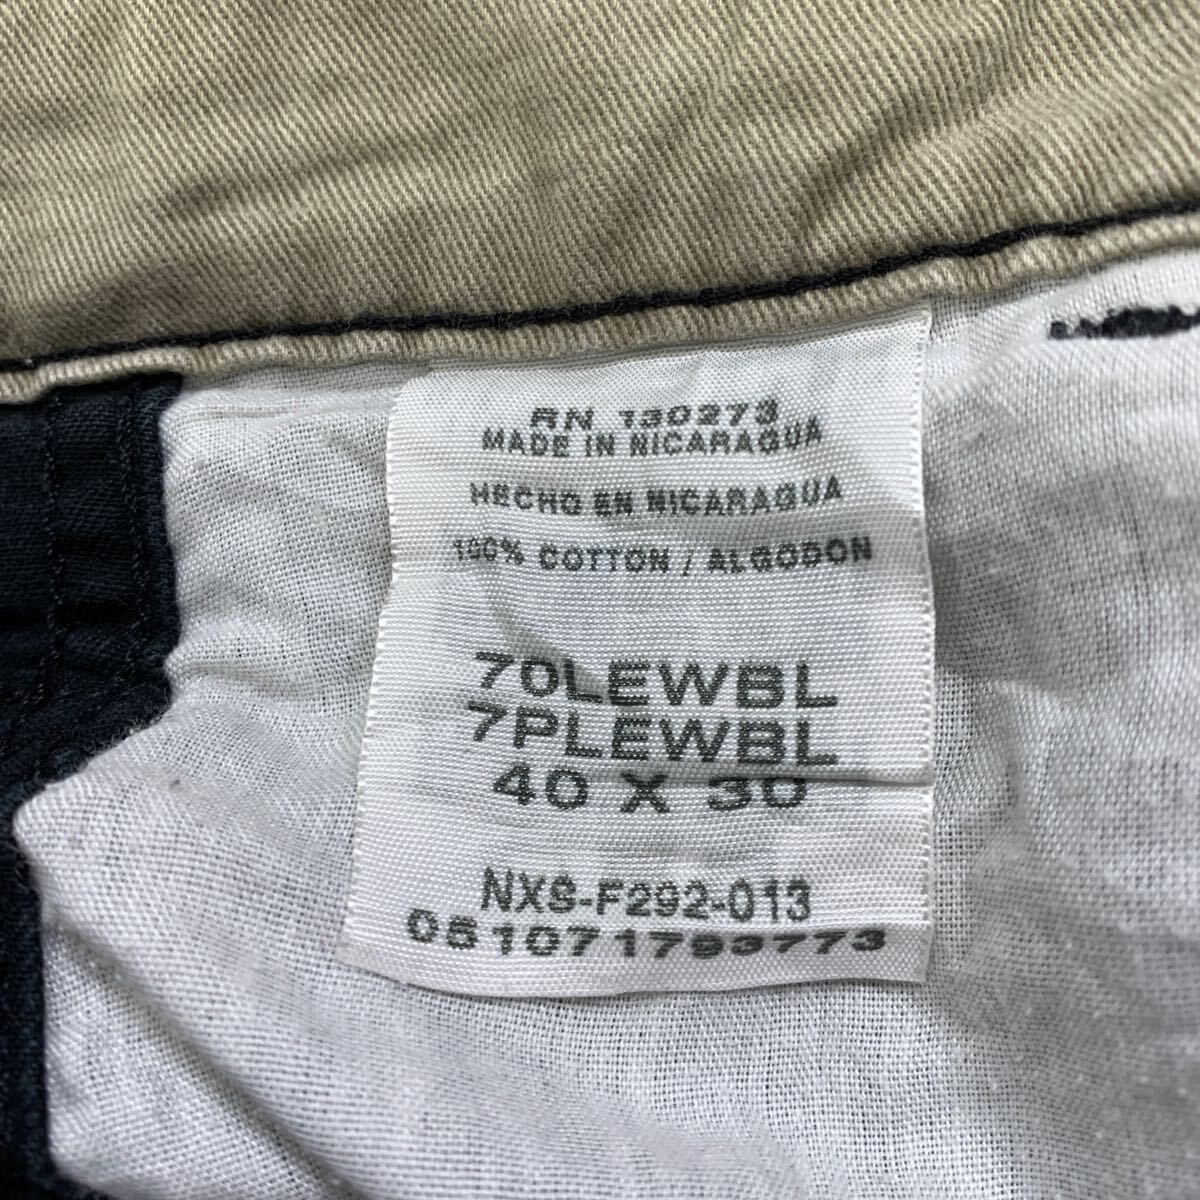 RN 130273
MADE IN NICARAGUA
HECHO EN NICARAGUA
100% COTTON / ALGODON
70LEWBL
7PLEWBL
40 X 30
NXS-F292-013
051071793773